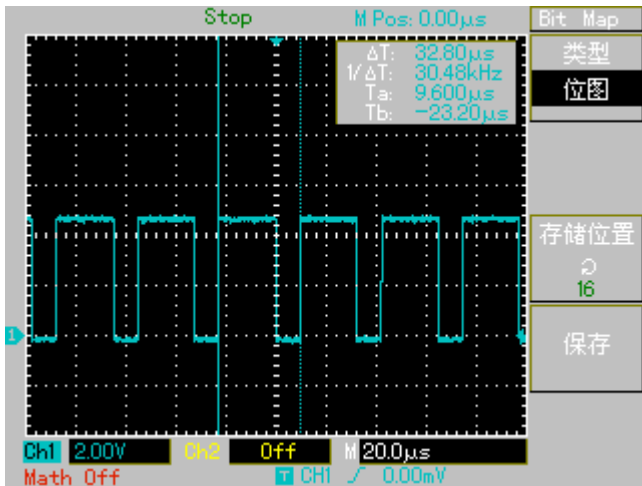 Stop M Pos: 0.00µs Bit Map
ΔT: 32.80µs
1/ΔT: 30.48kHz
Ta: 9.600µs
Tb: -23.20µs
类型
位图
存储位置
16
保存
1
Ch1 2.00V Ch2 Off M 20.0µs
Math Off T CH1 0.00mV